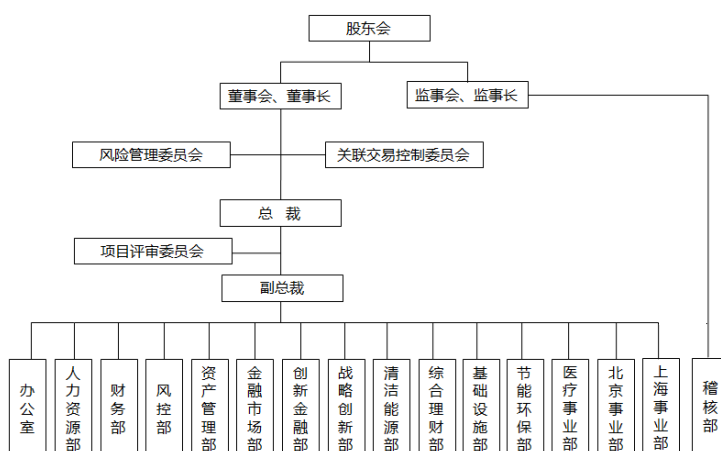 股东会
董事会、董事长
监事会、监事长
风险管理委员会
关联交易控制委员会
总 裁
项目评审委员会
副总裁
办公室
人力资源部
财务部
风控部
资产管理部
金融市场部
创新金融部
战略创新部
清洁能源部
综合理财部
基础设施部
节能环保部
医疗事业部
北京事业部
上海事业部
稽核部